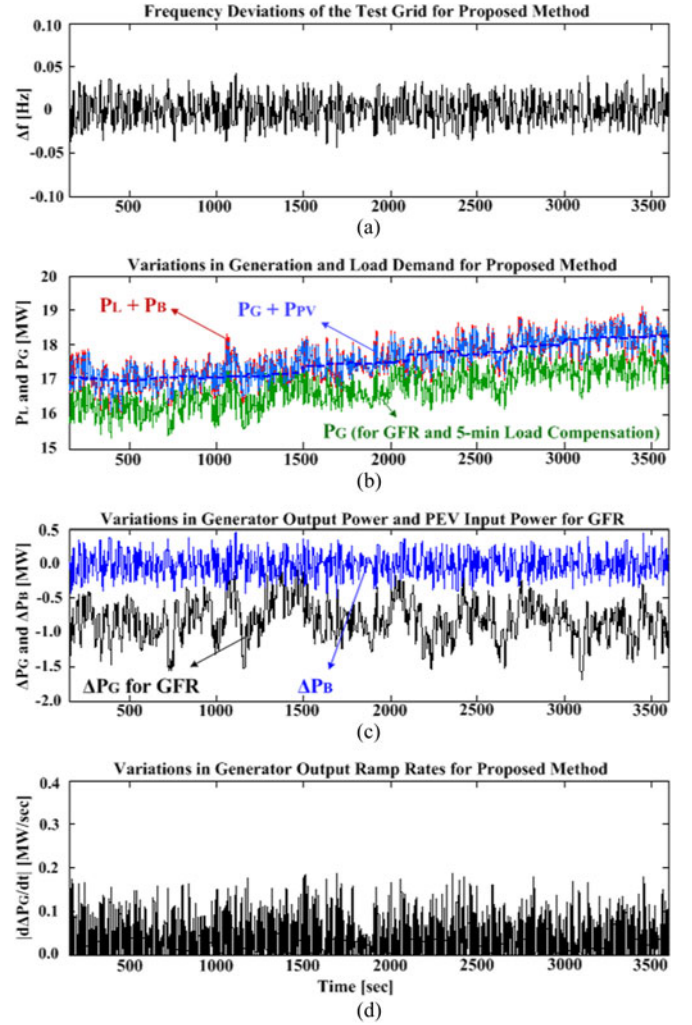 Frequency Deviations of the Test Grid for Proposed Method
Δf [Hz]
0.10
0.05
0
-0.05
-0.10
500 1000 1500 2000 2500 3000 3500
(a)
Variations in Generation and Load Demand for Proposed Method
PL and PG [MW]
20
19
18
17
16
15
PL + PB
PG + PPV
PG (for GFR and 5-min Load Compensation)
500 1000 1500 2000 2500 3000 3500
(b)
Variations in Generator Output Power and PEV Input Power for GFR
ΔPG and ΔPB [MW]
0.5
0.0
-0.5
-1.0
-1.5
-2.0
ΔPG for GFR
ΔPB
500 1000 1500 2000 2500 3000 3500
(c)
Variations in Generator Output Ramp Rates for Proposed Method
|dΔPG/dt| [MW/sec]
0.4
0.3
0.2
0.1
0.0
500 1000 1500 2000 2500 3000 3500
Time [sec]
(d)